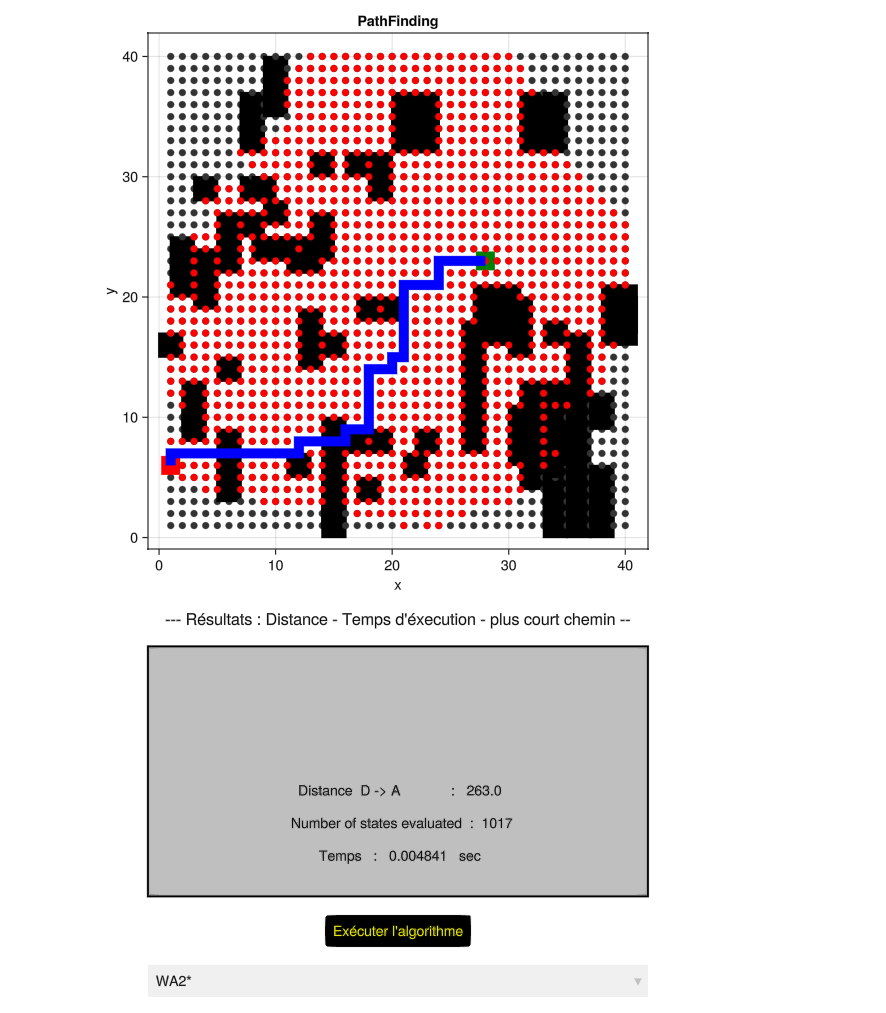 PathFinding
40
30
20
10
0
y
0 10 20 30 40
x
--- Résultats : Distance - Temps d'éxecution - plus court chemin --
Distance D -> A : 263.0
Number of states evaluated : 1017
Temps : 0.004841 sec
Exécuter l'algorithme
WA2*